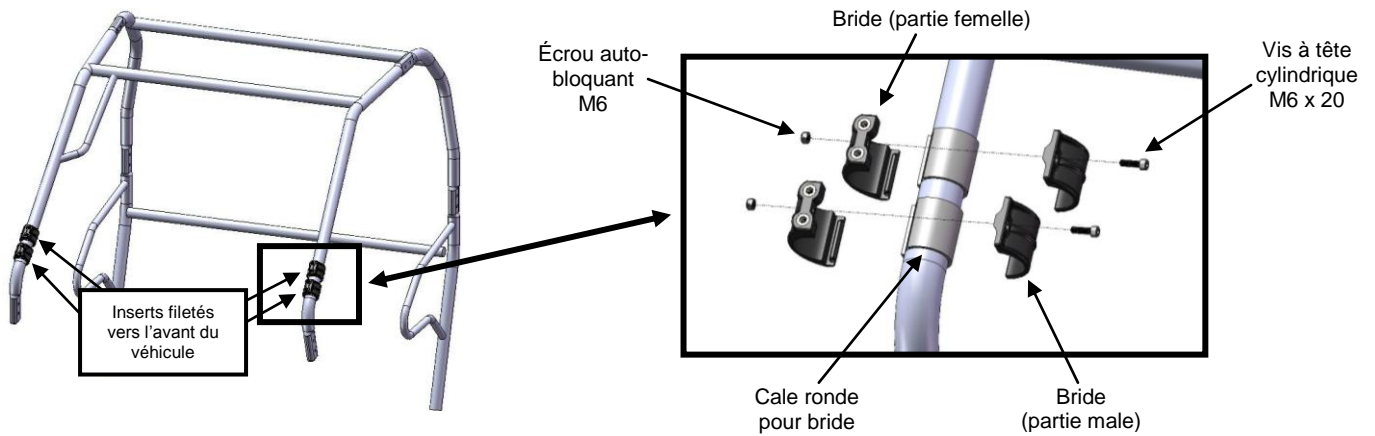 Bride (partie femelle)
Écrou auto-
bloquant
M6
Vis à tête
cylindrique
M6 x 20
Inserts filetés
vers l'avant du
véhicule
Cale ronde
pour bride
Bride
(partie male)